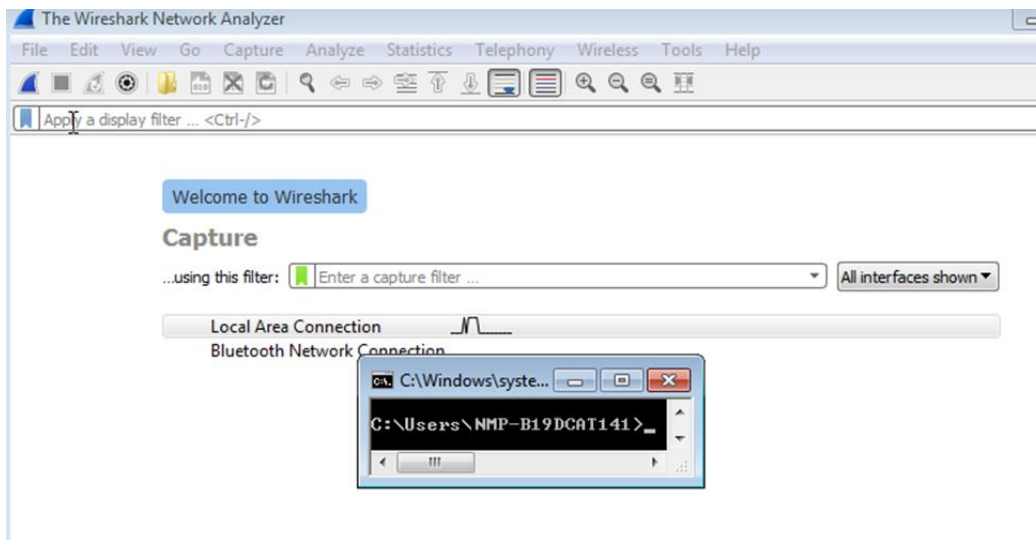 The Wireshark Network Analyzer
File Edit View Go Capture Analyze Statistics Telephony Wireless Tools Help
Apply a display filter ... <Ctrl-/>
Welcome to Wireshark
Capture
...using this filter: Enter a capture filter ... All interfaces shown
Local Area Connection
Bluetooth Network Connection
C:\Windows\syste...
C:\Users\NMP-B19DCAT141>_